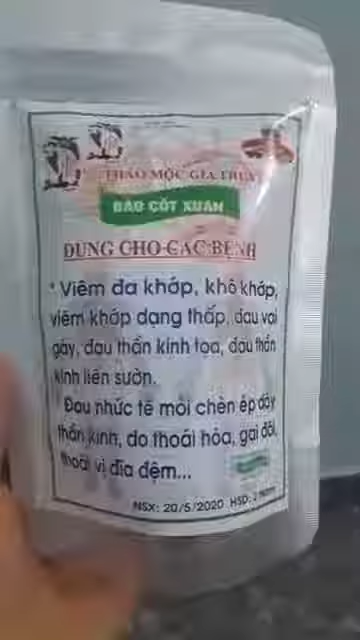 THẢO MỘC GIA TRUYỀN
BẢO CỐT XUÂN
DÙNG CHO CÁC BỆNH
* Viêm đa khớp, khô khớp,
viêm khớp dạng thấp, đau vai
gáy, đau thần kinh tọa, đau thần
kinh liên sườn.
Đau nhức tê mỏi chèn ép dây
thần kinh, do thoái hóa, gai đôi,
thoát vị đĩa đệm...
NSX: 20/5/2020 HSD: